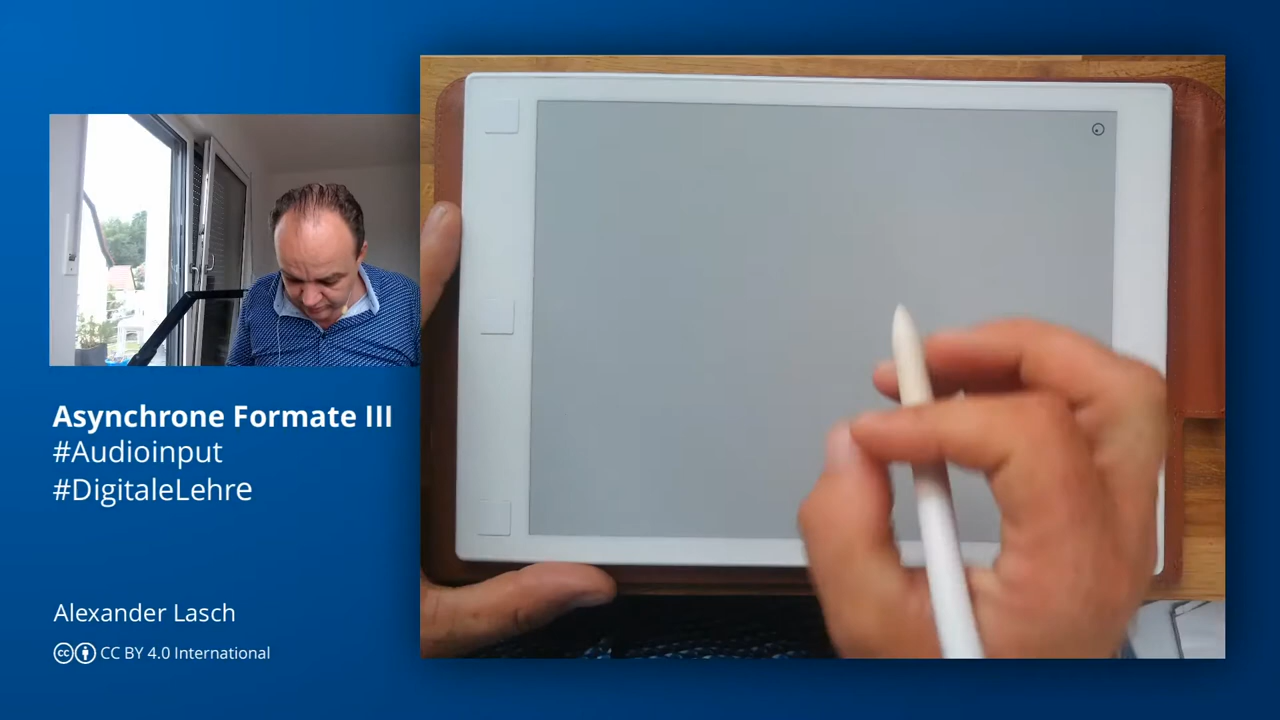 Asynchrone Formate III
#Audioinput
#DigitaleLehre
Alexander Lasch
CC BY 4.0 International